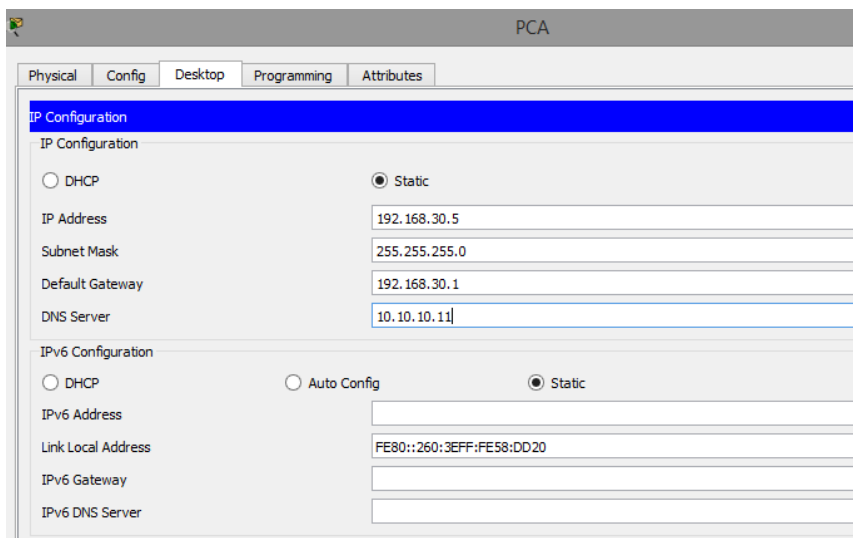 PCA
Physical Config Desktop Programming Attributes
IP Configuration
IP Configuration
DHCP Static
IP Address 192.168.30.5
Subnet Mask 255.255.255.0
Default Gateway 192.168.30.1
DNS Server 10.10.10.11
IPv6 Configuration
DHCP Auto Config Static
IPv6 Address
Link Local Address FE80::260:3EFF:FE58:DD20
IPv6 Gateway
IPv6 DNS Server